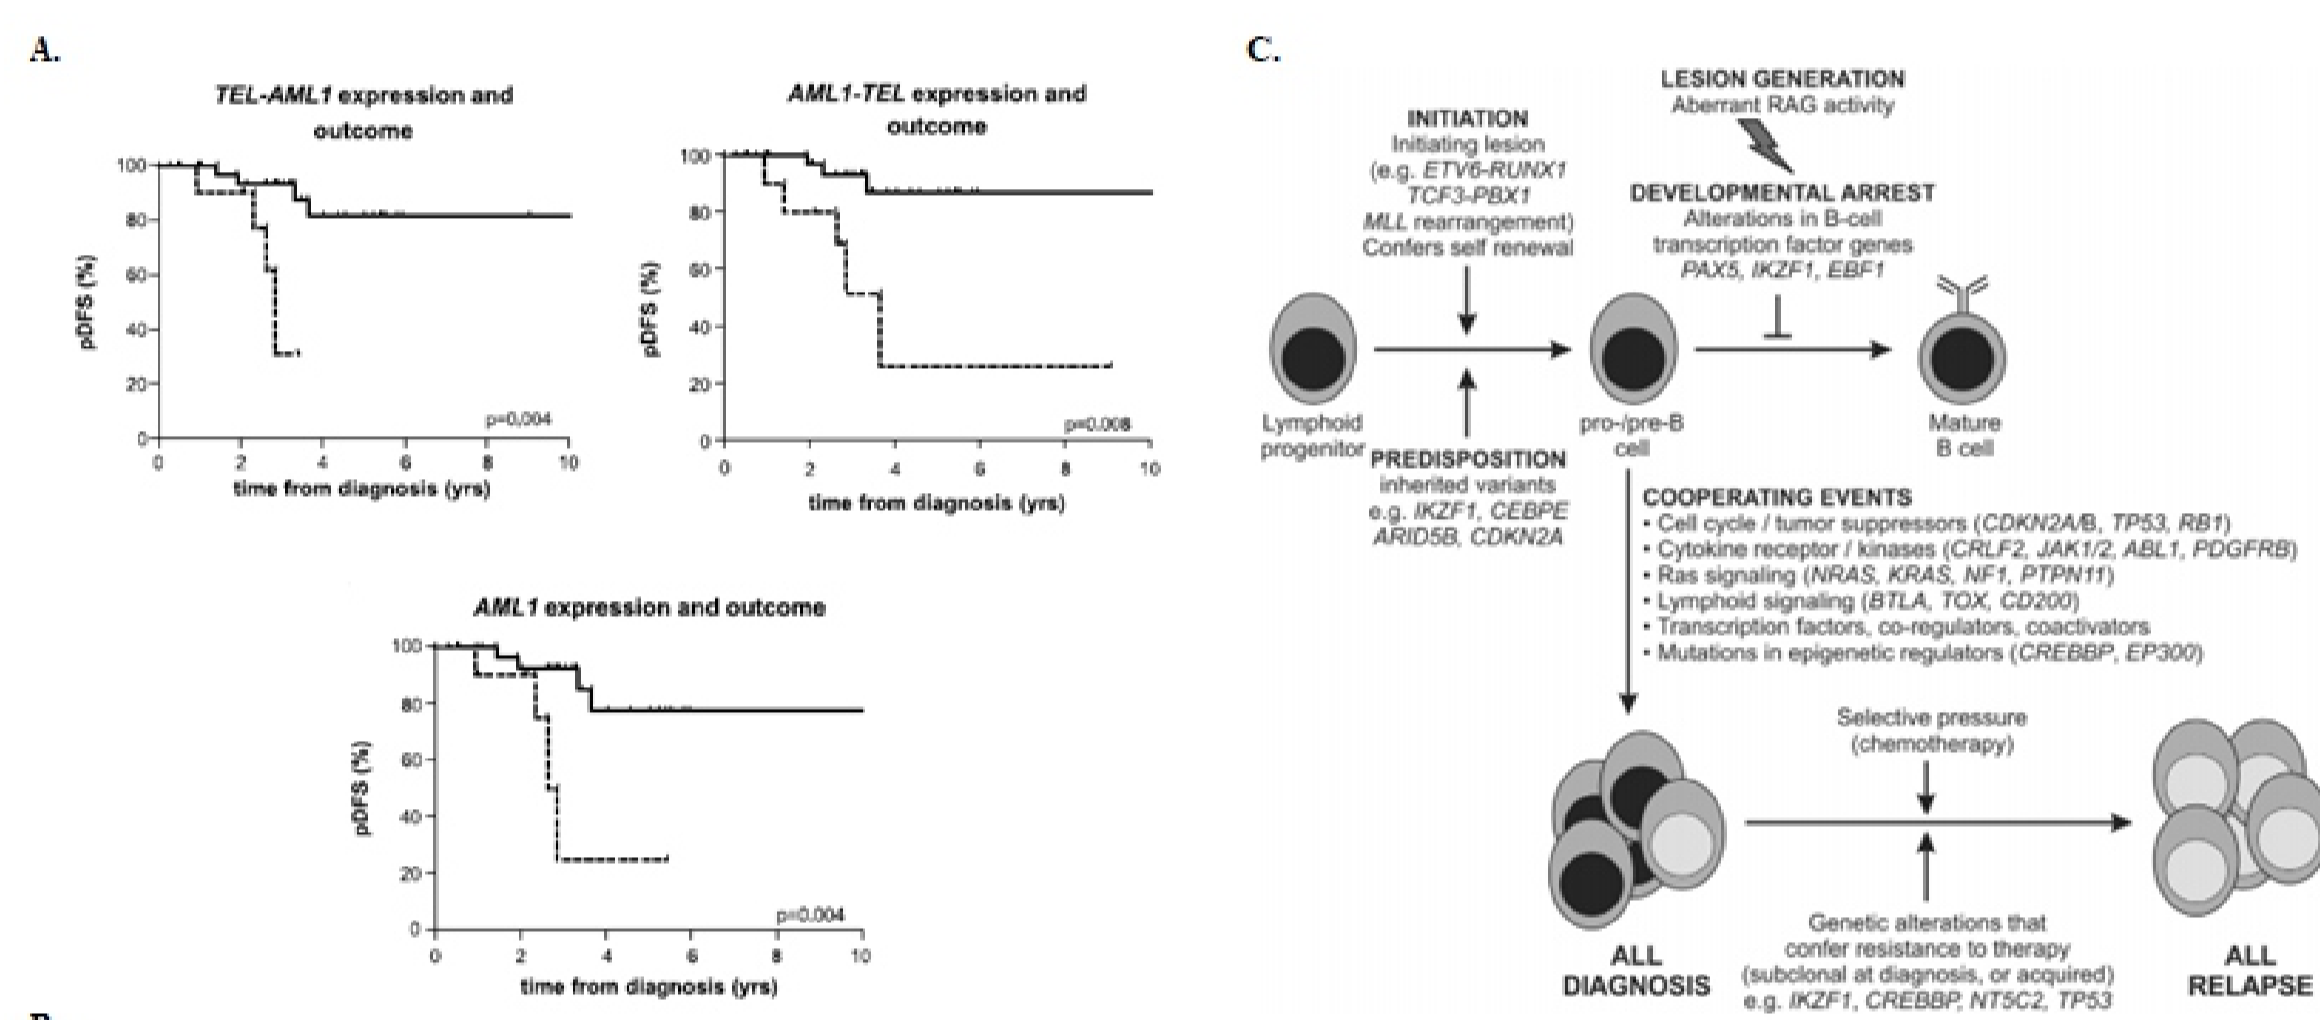 A.
TEL-AML1 expression and
outcome
100
80
60
40
20
0
pDFS (%)
p=0.004
0 2 4 6 8 10
time from diagnosis (yrs)
AML1-TEL expression and
outcome
100
80
60
40
20
0
pDFS (%)
p=0.008
0 2 4 6 8 10
time from diagnosis (yrs)
AML1 expression and outcome
100
80
60
40
20
0
pDFS (%)
p=0.004
0 2 4 6 8 10
time from diagnosis (yrs)
C.
LESION GENERATION
Aberrant RAG activity
INITIATION
Initiating lesion
(e.g. ETV6-RUNX1
TCF3-PBX1
MLL rearrangement)
Confers self renewal
DEVELOPMENTAL ARREST
Alterations in B-cell
transcription factor genes
PAX5, IKZF1, EBF1
Lymphoid
progenitor
pro-/pre-B
cell
Mature
B cell
PREDISPOSITION
inherited variants
e.g. IKZF1, CEBPE
ARID5B, CDKN2A
COOPERATING EVENTS
• Cell cycle / tumor suppressors (CDKN2A/B, TP53, RB1)
• Cytokine receptor / kinases (CRLF2, JAK1/2, ABL1, PDGFRB)
• Ras signaling (NRAS, KRAS, NF1, PTPN11)
• Lymphoid signaling (BTLA, TOX, CD200)
• Transcription factors, co-regulators, coactivators
• Mutations in epigenetic regulators (CREBBP, EP300)
Selective pressure
(chemotherapy)
Genetic alterations that
confer resistance to therapy
(subclonal at diagnosis, or acquired)
e.g. IKZF1, CREBBP, NT5C2, TP53
ALL
DIAGNOSIS
ALL
RELAPSE